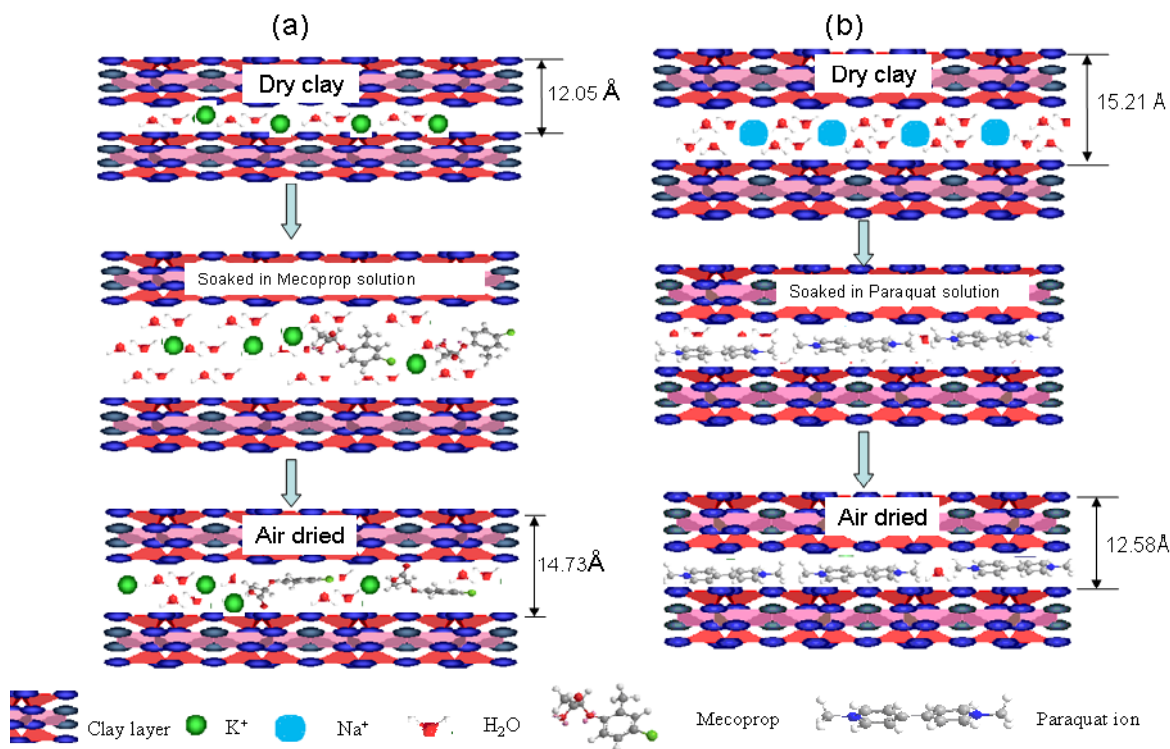 (a)
Dry clay
12.05 Å
Soaked in Mecoprop solution
Air dried
14.73Å
(b)
Dry clay
15.21 Å
Soaked in Paraquat solution
Air dried
12.58Å
Clay layer
K⁺
Na⁺
H₂O
Mecoprop
Paraquat ion